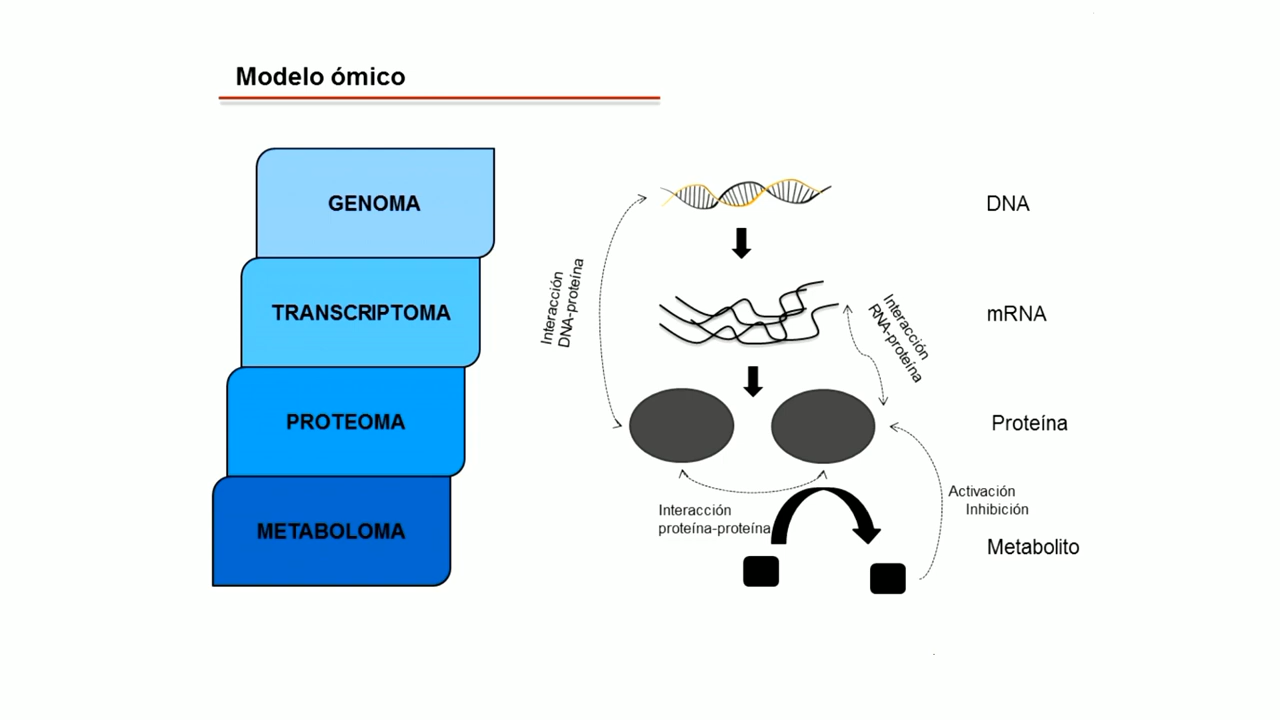 Modelo ómico
GENOMA
TRANSCRIPTOMA
PROTEOMA
METABOLOMA
Interacción
DNA-proteína
Interacción
RNA-proteína
Interacción
proteína-proteína
Activación
Inhibición
DNA
mRNA
Proteína
Metabolito